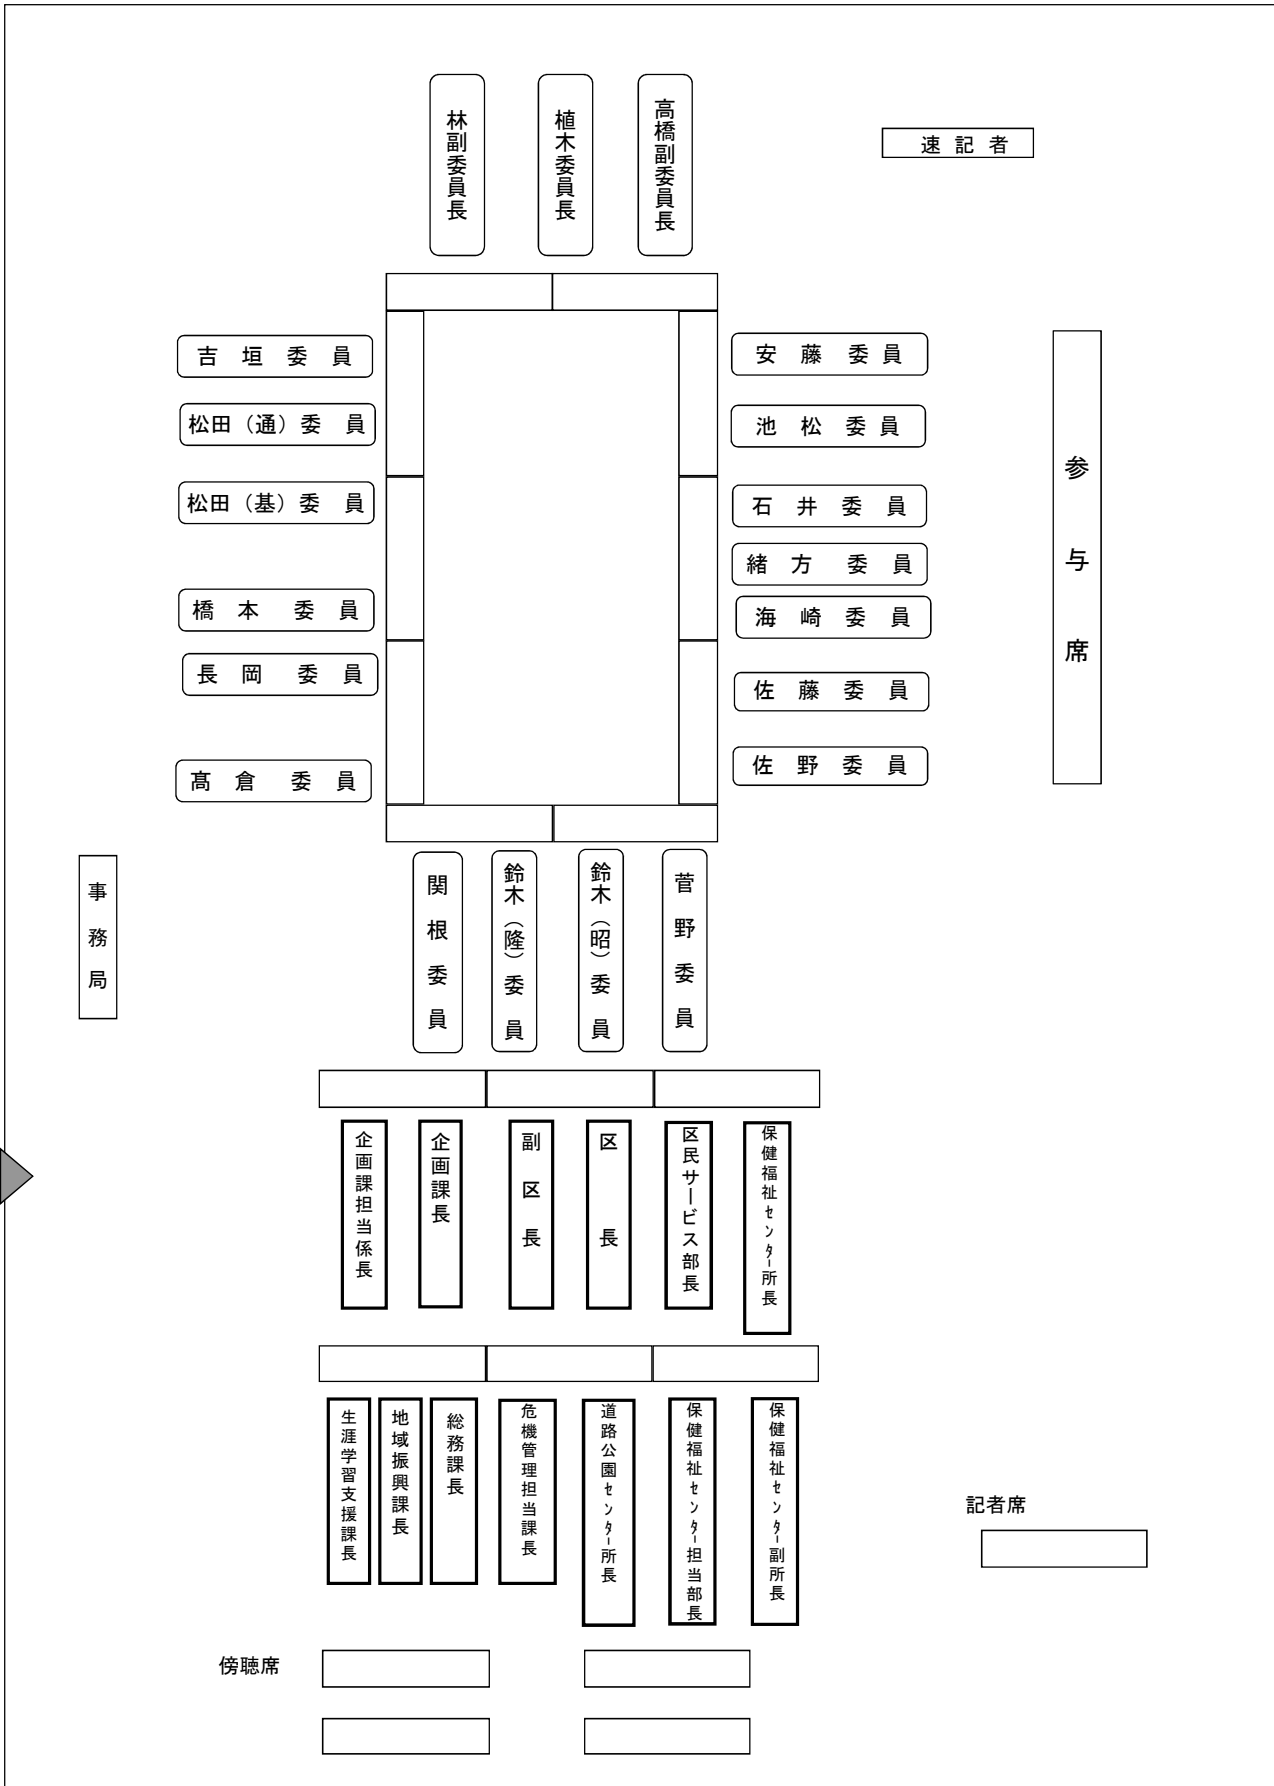 林副委員長
植木委員長
高橋副委員長
速記者
吉垣委員
安藤委員
松田（通）委員
池松委員
松田（基）委員
石井委員
緒方委員
橋本委員
海崎委員
長岡委員
佐藤委員
髙倉委員
佐野委員
参与席
事務局
関根委員
鈴木（隆）委員
鈴木（昭）委員
菅野委員
企画課担当係長
企画課長
副区長
区長
区民サービス部長
保健福祉ｾﾝﾀｰ所長
生涯学習支援課長
地域振興課長
総務課長
危機管理担当課長
道路公園ｾﾝﾀｰ所長
保健福祉ｾﾝﾀｰ担当部長
保健福祉ｾﾝﾀｰ副所長
記者席
傍聴席